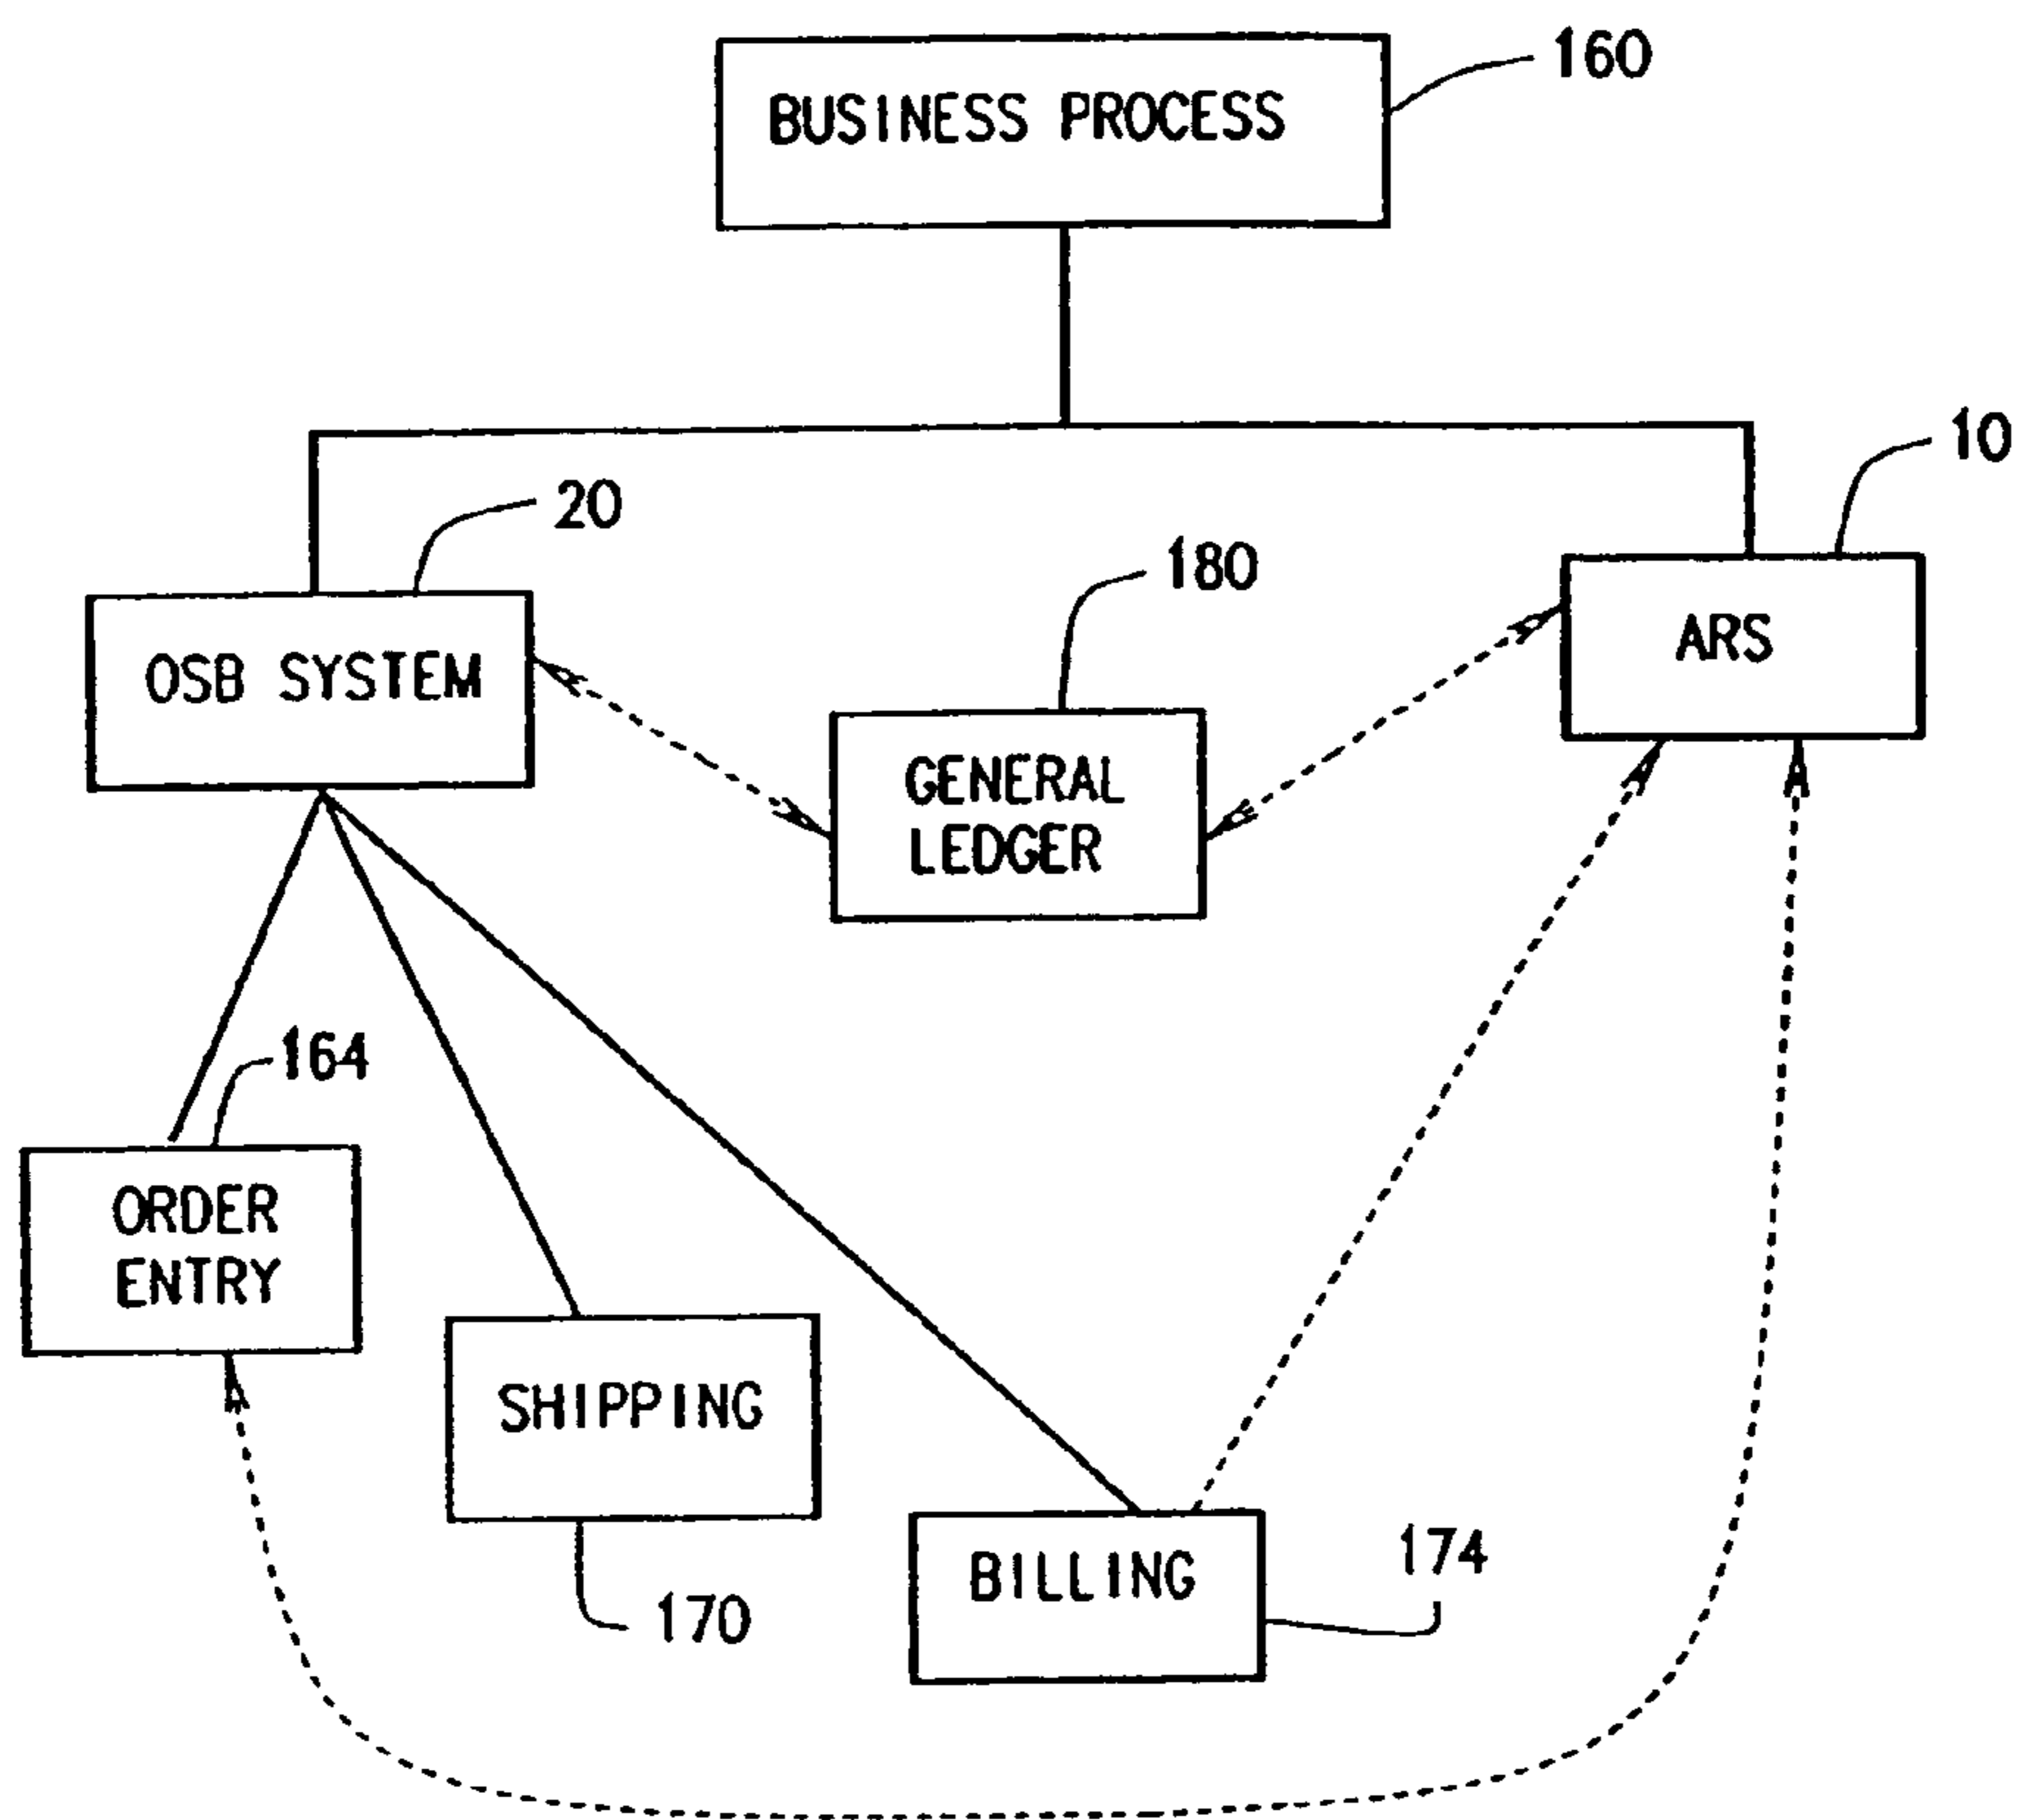 160
BUSINESS PROCESS
10
20
180
OSB SYSTEM
ARS
GENERAL
LEDGER
164
ORDER
ENTRY
SHIPPING
174
BILLING
170